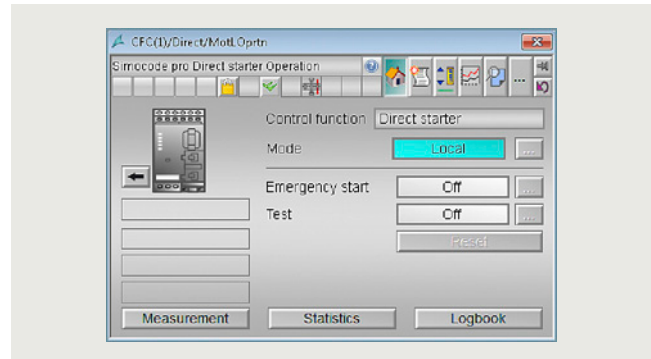 CFC(1)/Direct/MotLOprtn
Simocode pro Direct starter Operation
...
Control function Direct starter
Mode Local ...
Emergency start Off ...
Test Off ...
Reset
Measurement Statistics Logbook